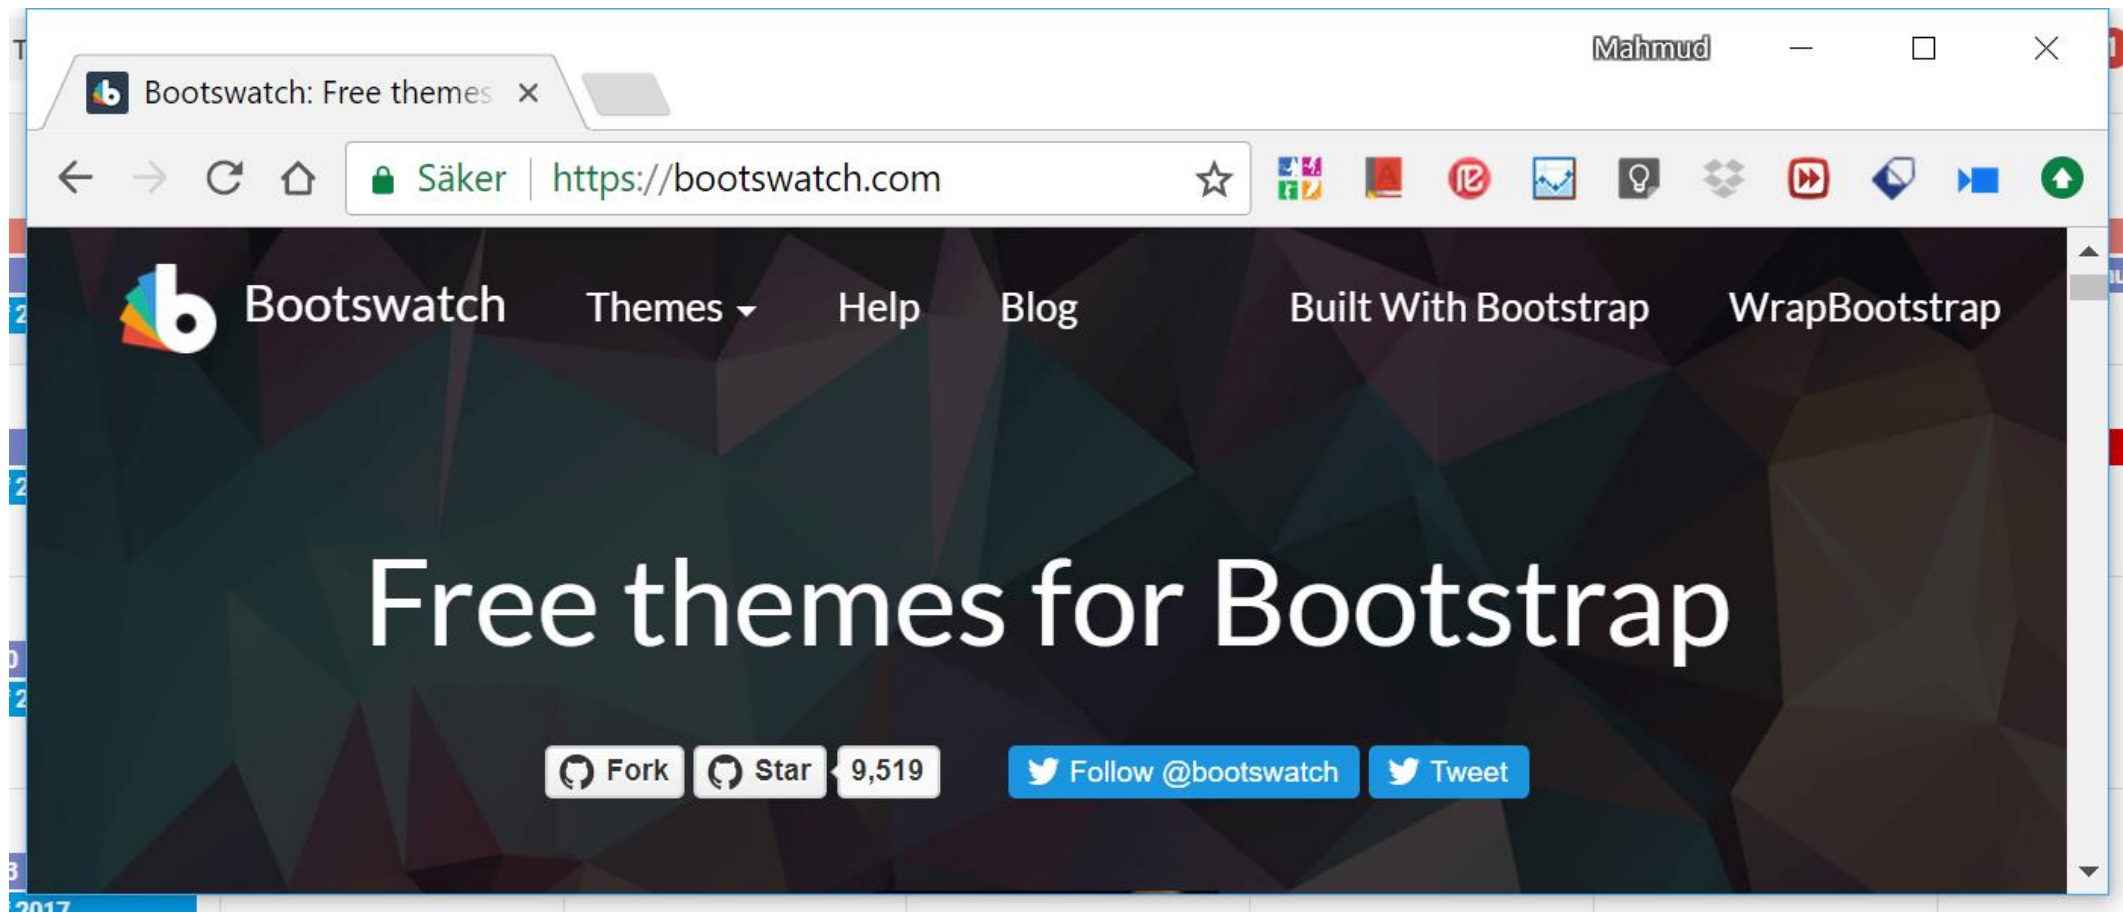 Mahmud
Bootswatch: Free themes
Säker https://bootswatch.com
Bootswatch Themes Help Blog Built With Bootstrap WrapBootstrap
Free themes for Bootstrap
Fork Star 9,519 Follow @bootswatch Tweet
2017